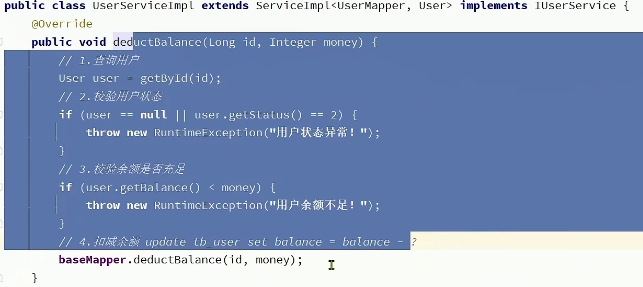 public class UserServiceImpl extends ServiceImpl<UserMapper, User> implements IUserService {
@Override
public void deductBalance(Long id, Integer money) {
// 1.查询用户
User user = getById(id);
// 2.校验用户状态
if (user == null || user.getStatus() == 2) {
throw new RuntimeException("用户状态异常！");
}
// 3.校验余额是否充足
if (user.getBalance() < money) {
throw new RuntimeException("用户余额不足！");
}
// 4.扣减余额 update tb_user set balance = balance - ?
baseMapper.deductBalance(id, money);
}